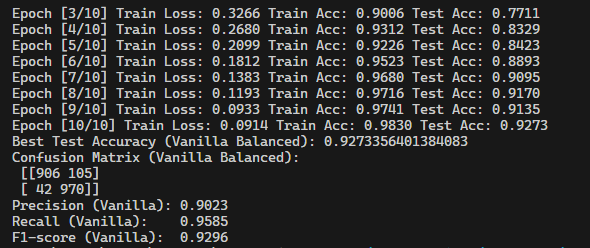 Epoch [3/10] Train Loss: 0.3266 Train Acc: 0.9006 Test Acc: 0.7711
Epoch [4/10] Train Loss: 0.2680 Train Acc: 0.9312 Test Acc: 0.8329
Epoch [5/10] Train Loss: 0.2099 Train Acc: 0.9226 Test Acc: 0.8423
Epoch [6/10] Train Loss: 0.1812 Train Acc: 0.9523 Test Acc: 0.8893
Epoch [7/10] Train Loss: 0.1383 Train Acc: 0.9680 Test Acc: 0.9095
Epoch [8/10] Train Loss: 0.1193 Train Acc: 0.9716 Test Acc: 0.9170
Epoch [9/10] Train Loss: 0.0933 Train Acc: 0.9741 Test Acc: 0.9135
Epoch [10/10] Train Loss: 0.0914 Train Acc: 0.9830 Test Acc: 0.9273
Best Test Accuracy (Vanilla Balanced): 0.9273356401384083
Confusion Matrix (Vanilla Balanced):
[[906 105]
[ 42 970]]
Precision (Vanilla): 0.9023
Recall (Vanilla): 0.9585
F1-score (Vanilla): 0.9296